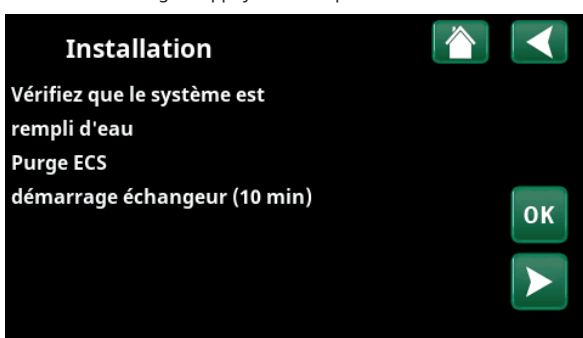 Installation
Vérifiez que le système est
rempli d'eau
Purge ECS
démarrage échangeur (10 min)
OK